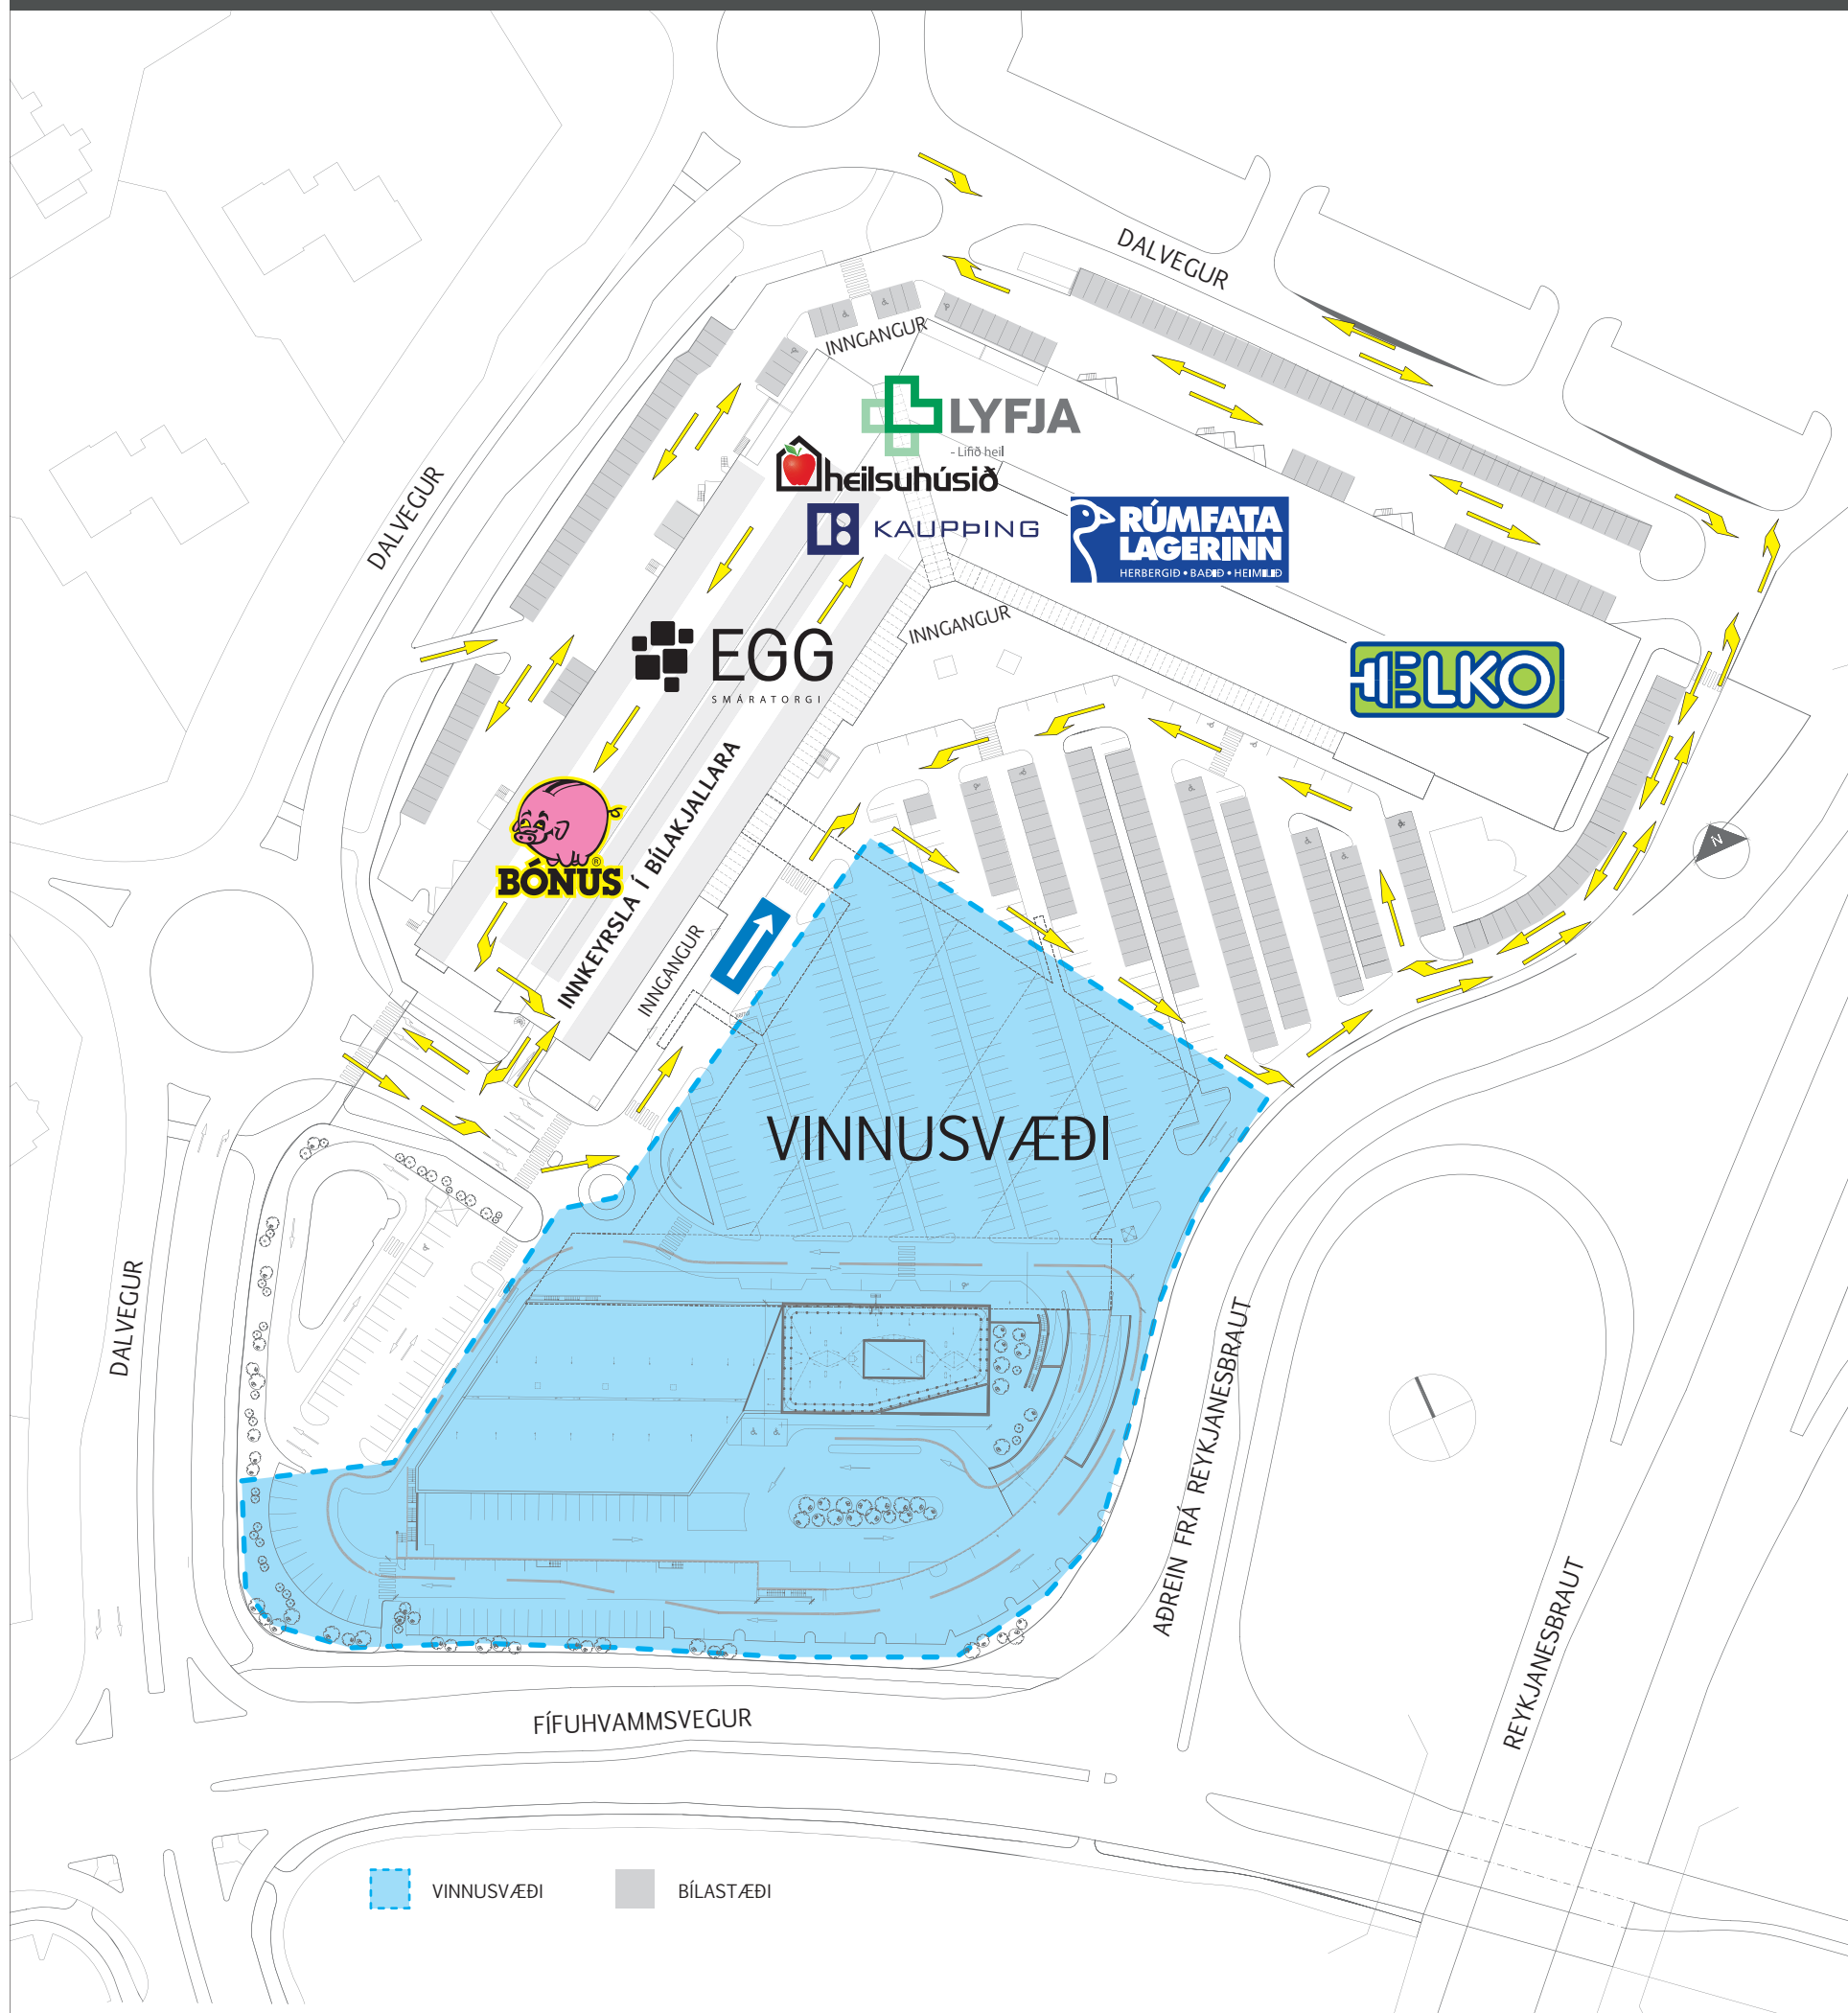 DALVEGUR
INNGANGUR
LYFJA
- Lifið heil
heilsuhúsið
KAUPÞING
RÚMFATA
LAGERINN
HERBERGIÐ • BAÐIÐ • HEIMILIÐ
DALVEGUR
INNGANGUR
EGG
SMÁRATORGI
ELKO
BÓNUS
®
INNKEYRSLA Í BÍLAKJALLARA
INNGANGUR
N
VINNUSVÆÐI
DALVEGUR
AÐREIN FRÁ REYKJANESBRAUT
REYKJANESBRAUT
FÍFUHVAMMSVEGUR
VINNUSVÆÐI
BÍLASTÆÐI